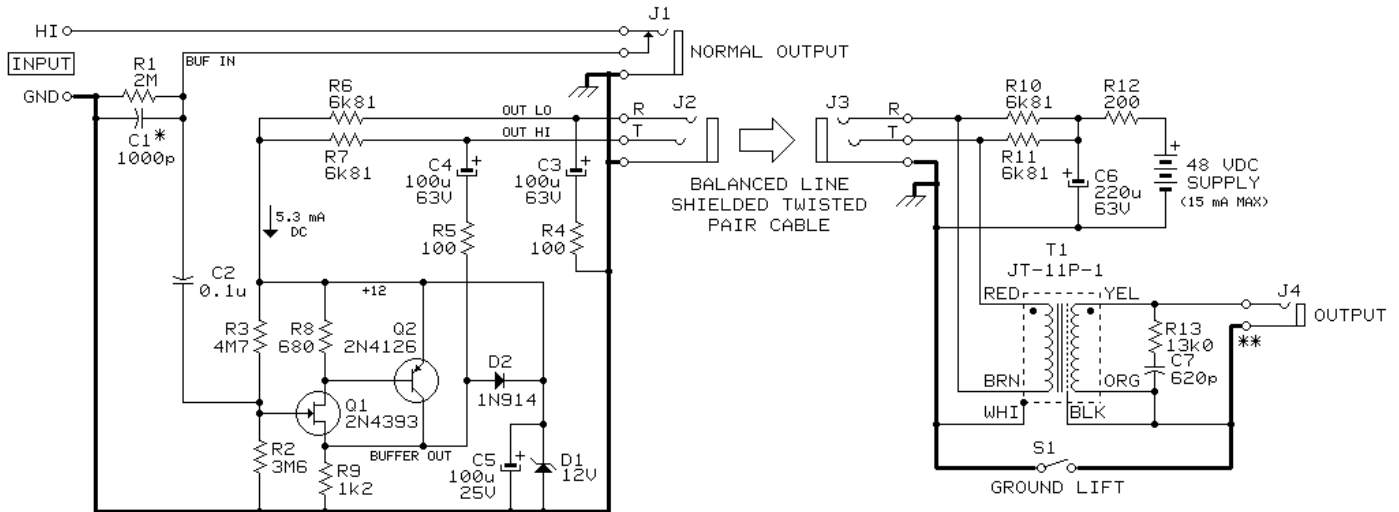 J1
HI
NORMAL OUTPUT
INPUT
BUF IN
R1
2M
GND
C1*
1000p
R6
6k81
OUT LO
R
J2
R7
6k81
OUT HI
T
C4
100u
63V
+
C3
100u
63V
+
R5
100
R4
100
BALANCED LINE
SHIELDED TWISTED
PAIR CABLE
J3
R
T
R10
6k81
R12
200
R11
6k81
+
C6
220u
63V
+
48 VDC
SUPPLY
(15 mA MAX)
5.3 mA
DC
C2
0.1u
+12
R3
4M7
R8
680
Q2
2N4126
D2
1N914
Q1
2N4393
R2
3M6
R9
1k2
BUFFER OUT
C5
100u
25V
+
D1
12V
T1
JT-11P-1
RED
YEL
J4
OUTPUT
**
R13
13k0
C7
620p
BRN
ORG
WHI
BLK
S1
GROUND LIFT